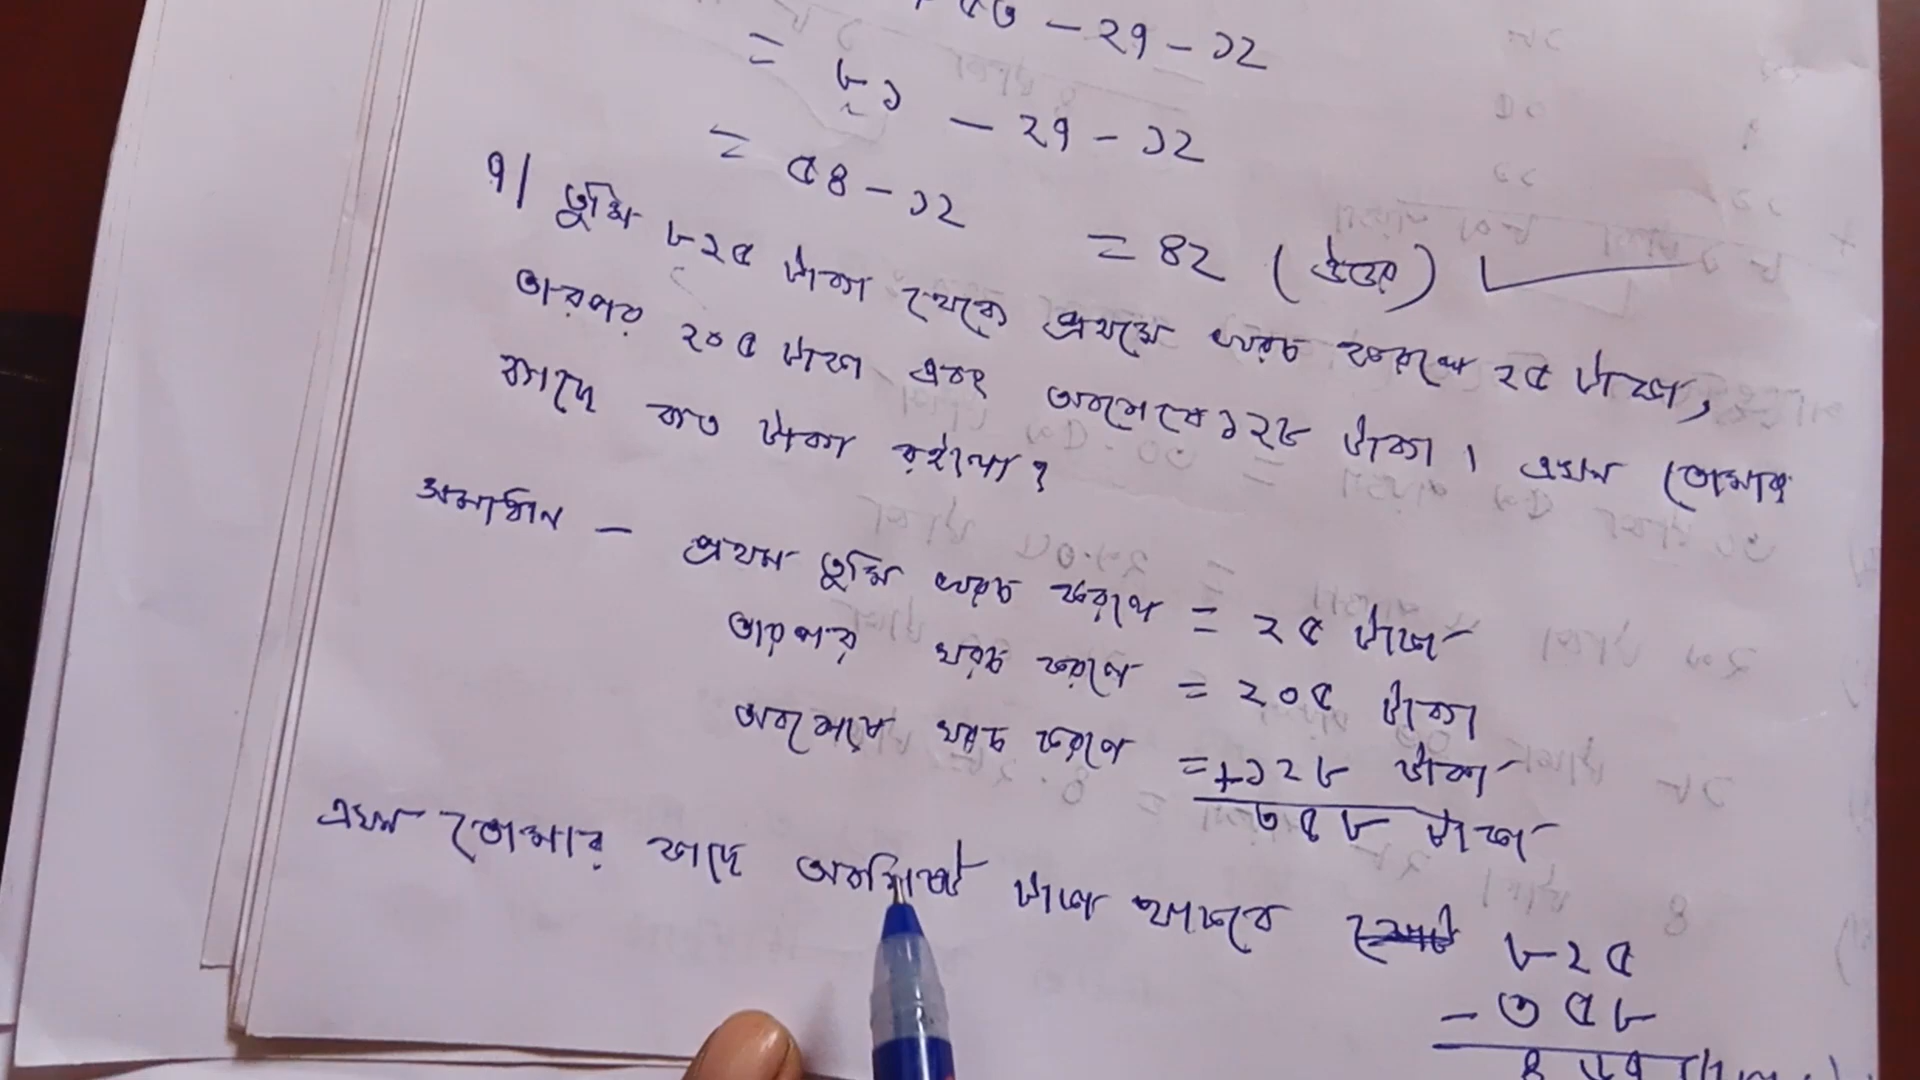 ৫৩ – ২৭ – ১২
= ৮১ – ২৭ – ১২
= ৫৪ – ১২ = ৪২ (উত্তর)
৭। তুমি ৮২৫ টাকা থেকে প্রথমে খরচ করলে ২৫ টাকা,
তারপর ২০৫ টাকা এবং অবশেষে ১২৮ টাকা। এখন তোমার
কাছে কত টাকা রইলো?
সমাধান – প্রথম তুমি খরচ করলে = ২৫ টাকা
তারপর খরচ করলে = ২০৫ টাকা
অবশেষে খরচ করলে = +১২৮ টাকা
৩৫৮ টাকা
এখন তোমার কাছে অবশিষ্ট টাকা থাকবে ৮২৫
– ৩৫৮